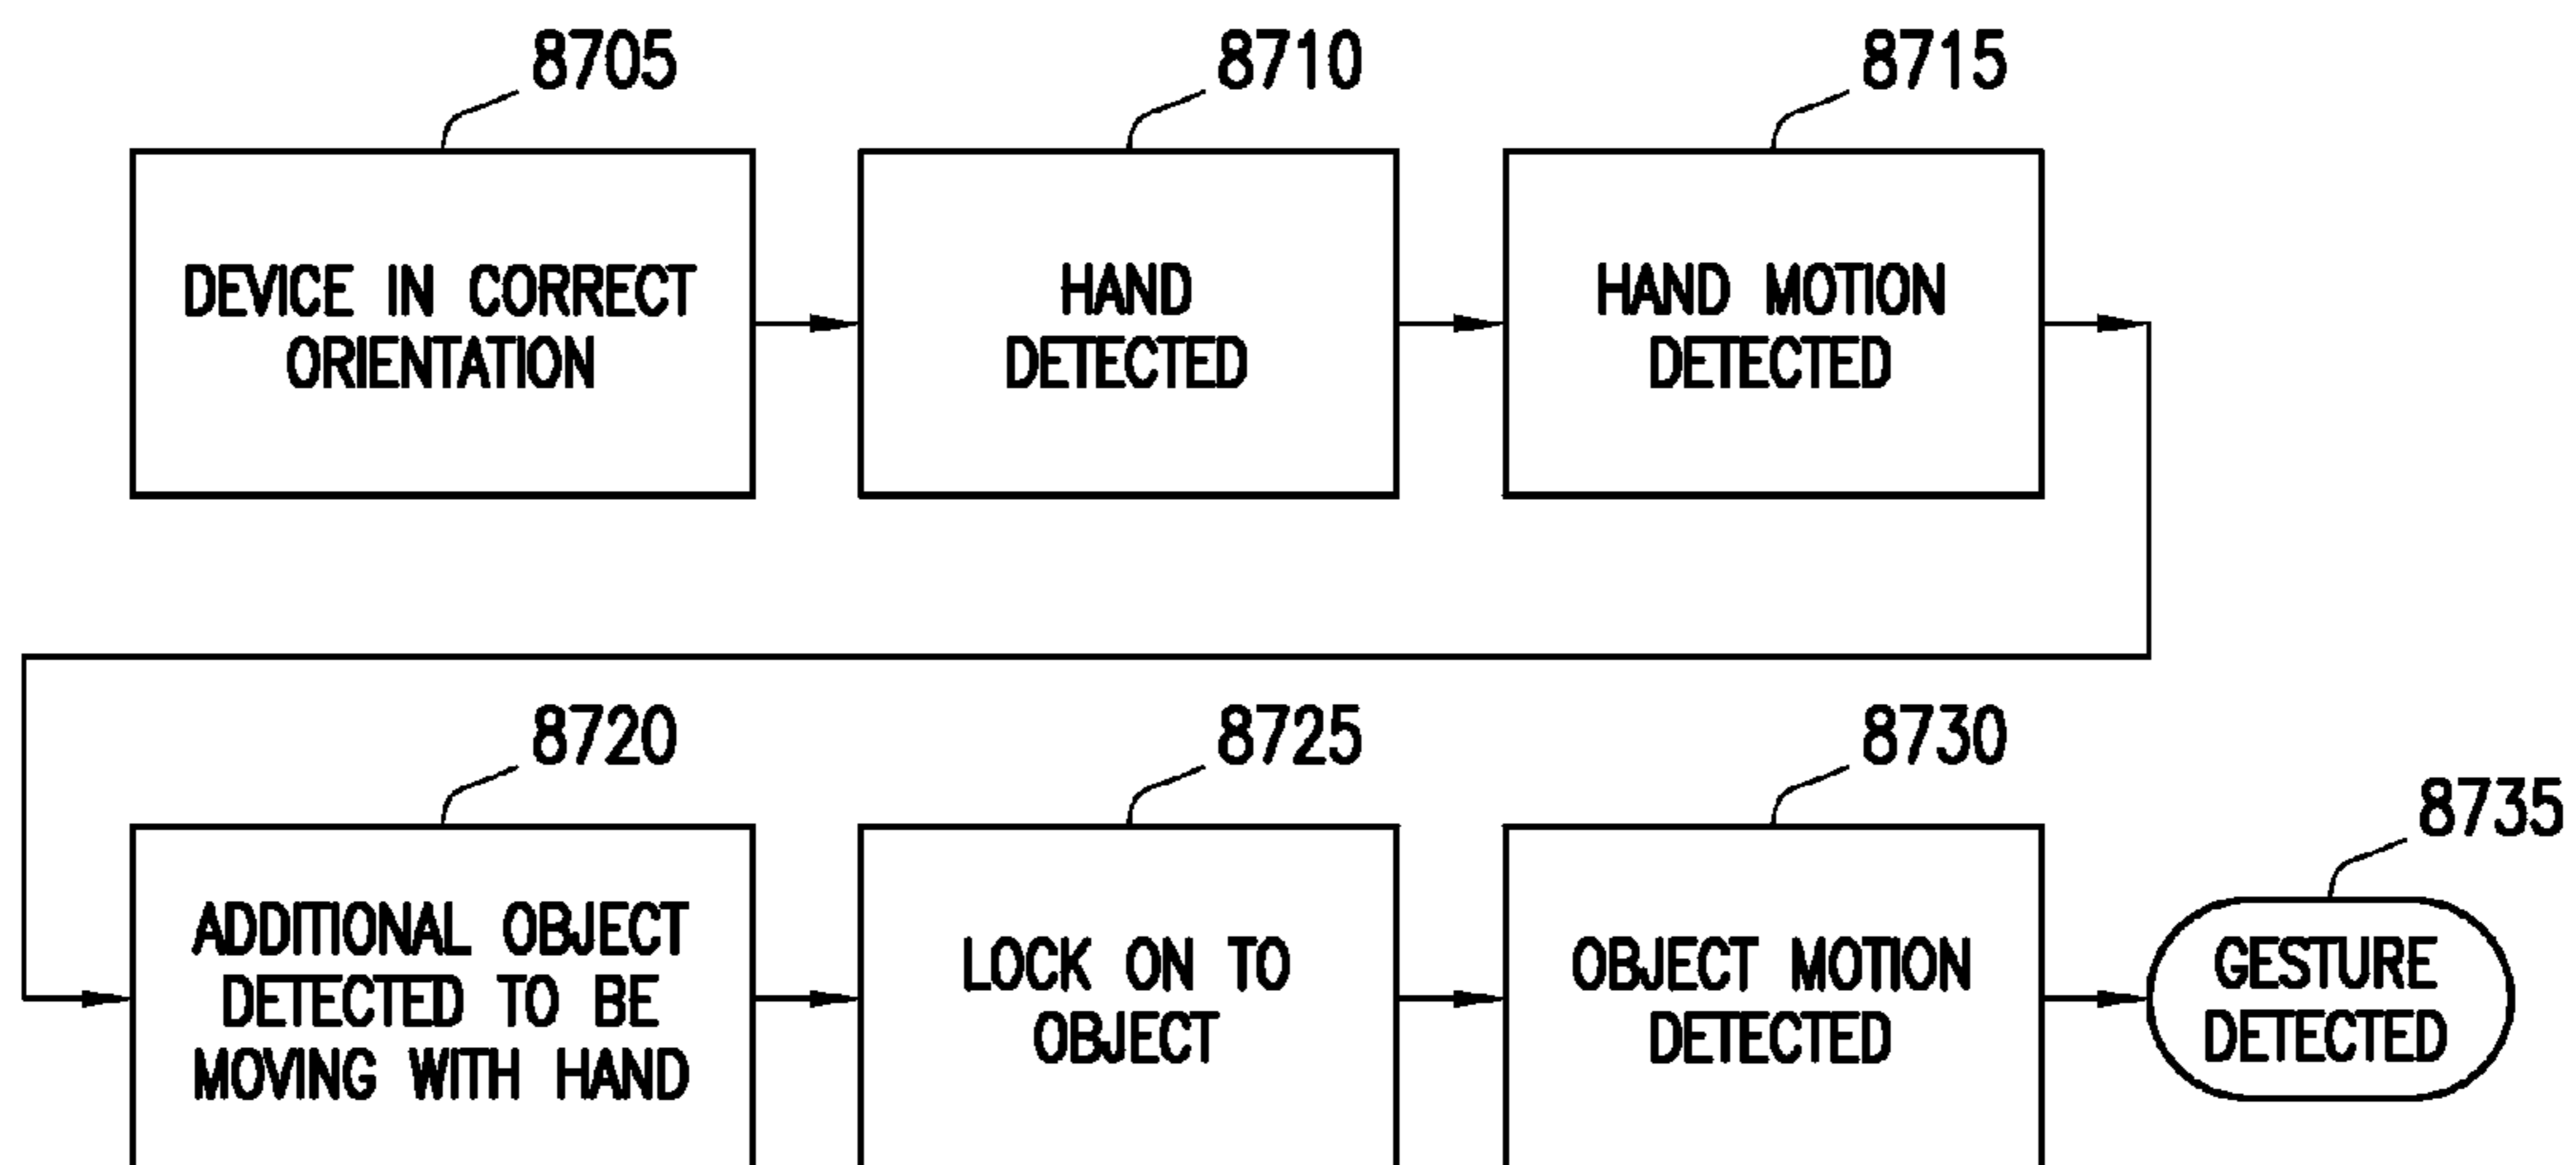 8705
8710
8715
DEVICE IN CORRECT
ORIENTATION
HAND
DETECTED
HAND MOTION
DETECTED
8720
8725
8730
8735
ADDITIONAL OBJECT
DETECTED TO BE
MOVING WITH HAND
LOCK ON TO
OBJECT
OBJECT MOTION
DETECTED
GESTURE
DETECTED